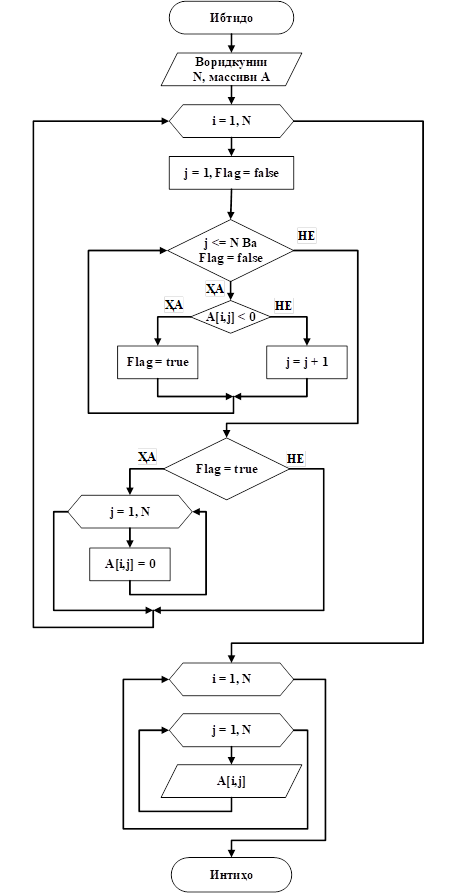 Ибтидо
Воридкунии
N, массиви A
i = 1, N
j = 1, Flag = false
j <= N Ва
Flag = false
НЕ
ҲА
A[i,j] < 0
ҲА
НЕ
Flag = true
j = j + 1
Flag = true
ҲА
НЕ
j = 1, N
A[i,j] = 0
i = 1, N
j = 1, N
A[i,j]
Интиҳо